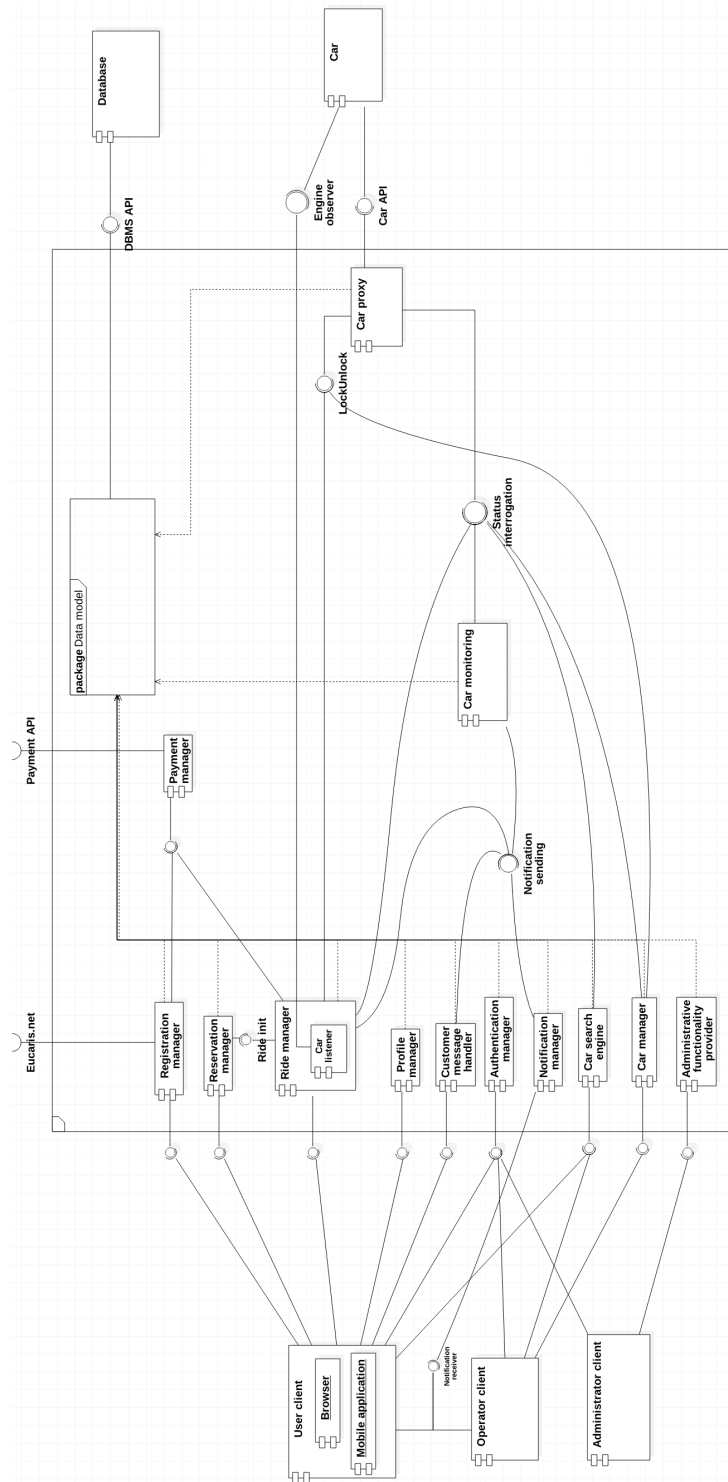 Database
DBMS API
Car
Engine
observer
Car API
Car proxy
LockUnlock
package Data model
Status
interrogation
Car monitoring
Payment API
Payment
manager
Notification
sending
Eucaris.net
Registration
manager
Reservation
manager
Ride init
Ride manager
Car
listener
Profile
manager
Customer
message
handler
Authentication
manager
Notification
manager
Car search
engine
Car manager
Administrative
functionality
provider
User client
Browser
Mobile application
Notification
receiver
Operator client
Administrator client